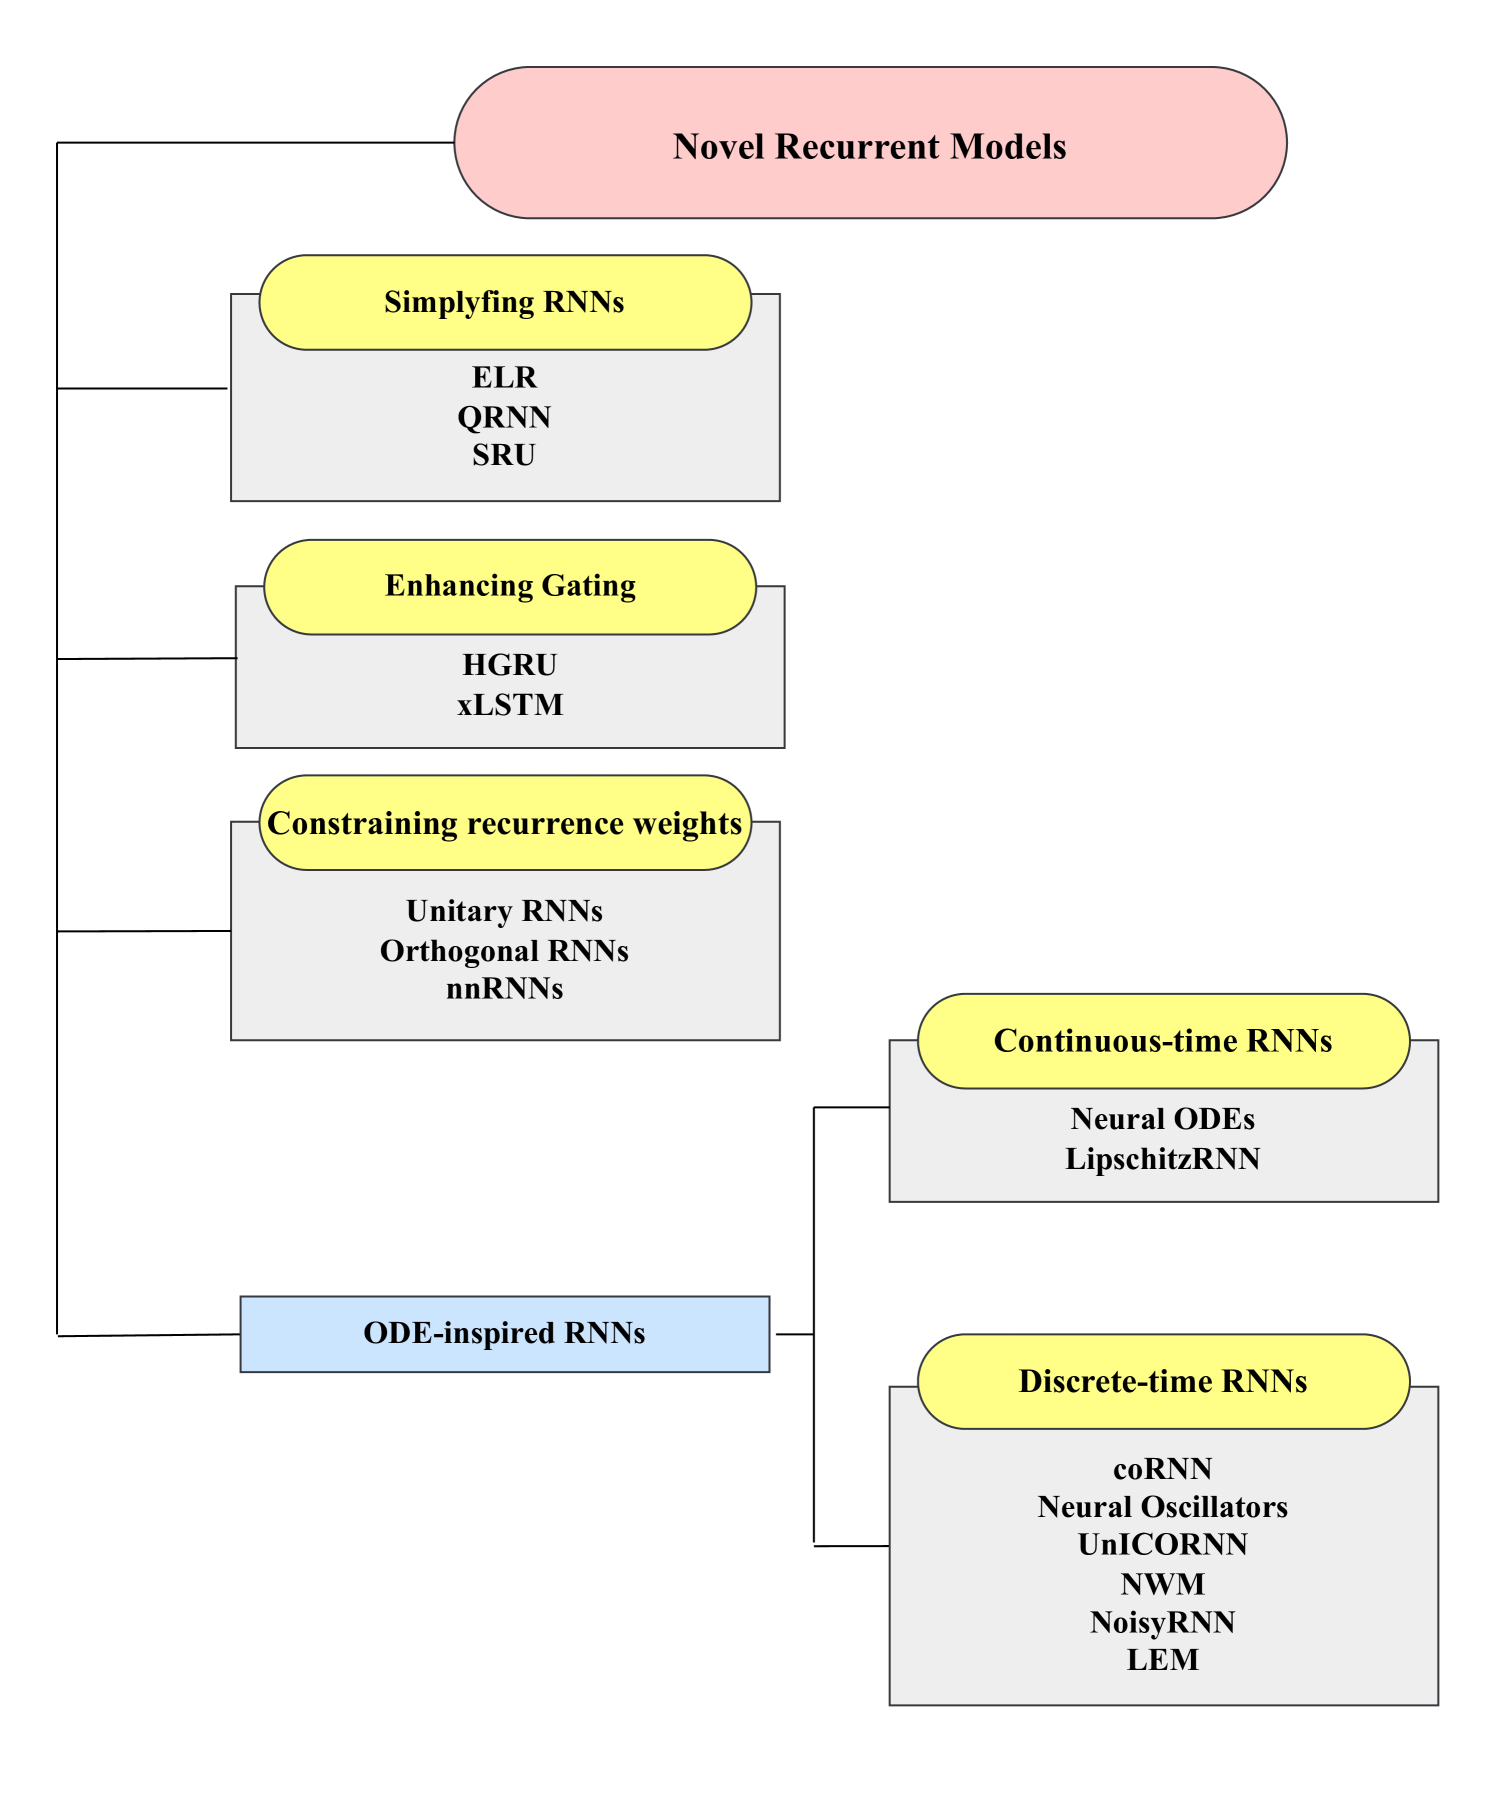 Novel Recurrent Models
Simplyfing RNNs
ELR
QRNN
SRU
Enhancing Gating
HGRU
xLSTM
Constraining recurrence weights
Unitary RNNs
Orthogonal RNNs
nnRNNs
ODE-inspired RNNs
Continuous-time RNNs
Neural ODEs
LipschitzRNN
Discrete-time RNNs
coRNN
Neural Oscillators
UnICORNN
NWM
NoisyRNN
LEM